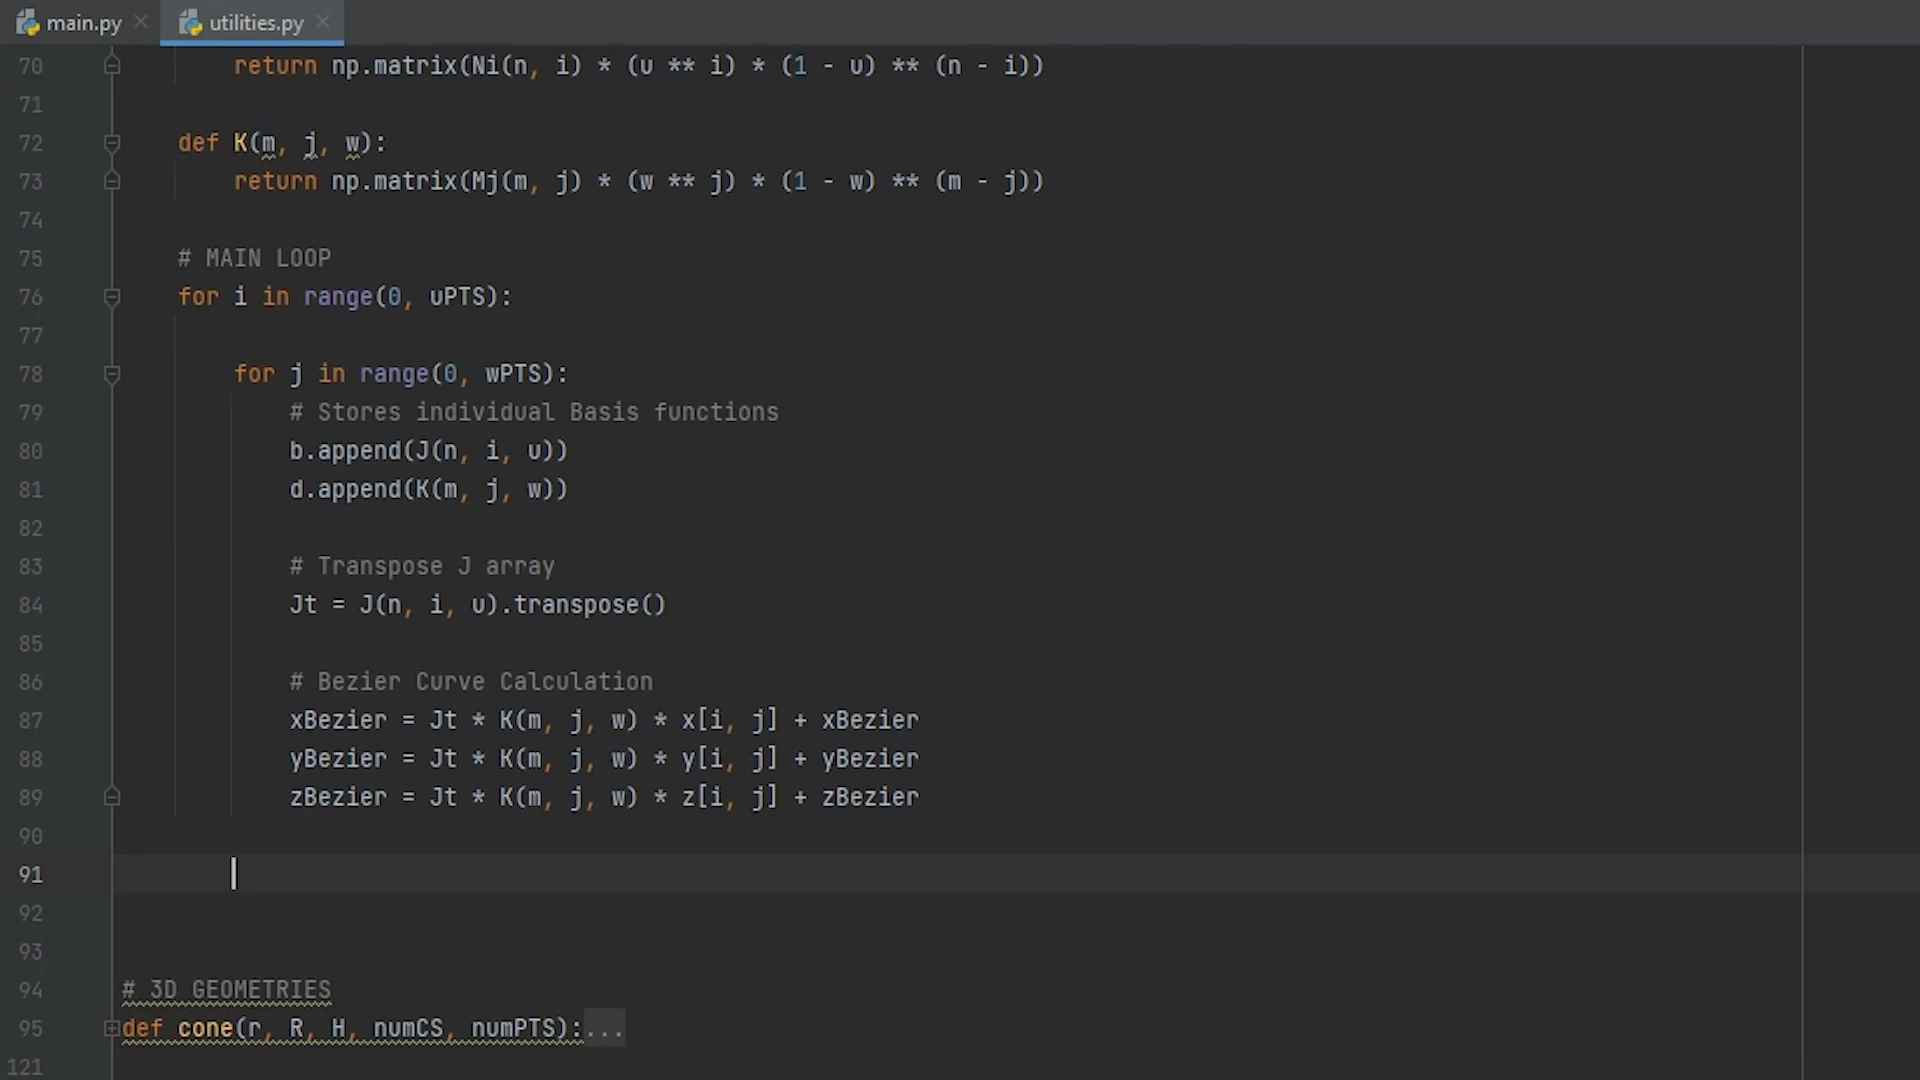 main.py utilities.py
70 return np.matrix(Ni(n, i) * (u ** i) * (1 - u) ** (n - i))
71
72 def K(m, j, w):
73 return np.matrix(Mj(m, j) * (w ** j) * (1 - w) ** (m - j))
74
75 # MAIN LOOP
76 for i in range(0, uPTS):
77
78 for j in range(0, wPTS):
79 # Stores individual Basis functions
80 b.append(J(n, i, u))
81 d.append(K(m, j, w))
82
83 # Transpose J array
84 Jt = J(n, i, u).transpose()
85
86 # Bezier Curve Calculation
87 xBezier = Jt * K(m, j, w) * x[i, j] + xBezier
88 yBezier = Jt * K(m, j, w) * y[i, j] + yBezier
89 zBezier = Jt * K(m, j, w) * z[i, j] + zBezier
90
91
92
93
94 # 3D GEOMETRIES
95 def cone(r, R, H, numCS, numPTS):...
121